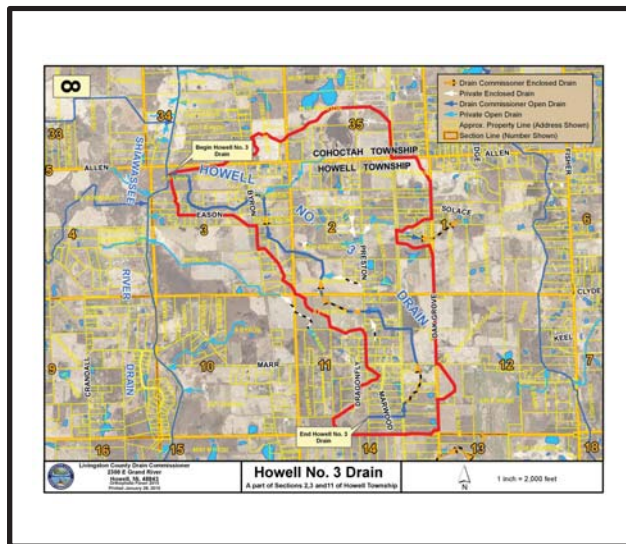 8
Drain Commissioner Enclosed Drain
Private Enclosed Drain
Drain Commissioner Open Drain
Private Open Drain
Approx. Property Line (Address Shown)
Section Line (Number Shown)
33
34
35
Begin Howell No. 3
Drain
COHOCTAH TOWNSHIP
HOWELL TOWNSHIP
ALLEN
ALLEN
FISHER
SHIAWASSEE
HOWELL
BYRON
EASON
NO
3
SOLACE
5
4
3
2
1
6
PRESTON
CLYDE
RIVER
DRAIN
OAK GROVE
KEEL
MARR
9
10
11
12
7
CRANDALL
DRAIN
DRAGONFLY
MARWOOD
End Howell No. 3
Drain
16
15
14
13
18
Livingston County Drain Commissioner
2300 E Grand River
Howell, MI, 48843
Howell No. 3 Drain
A part of Sections 2,3 and11 of Howell Township
N
1 inch = 2,000 feet